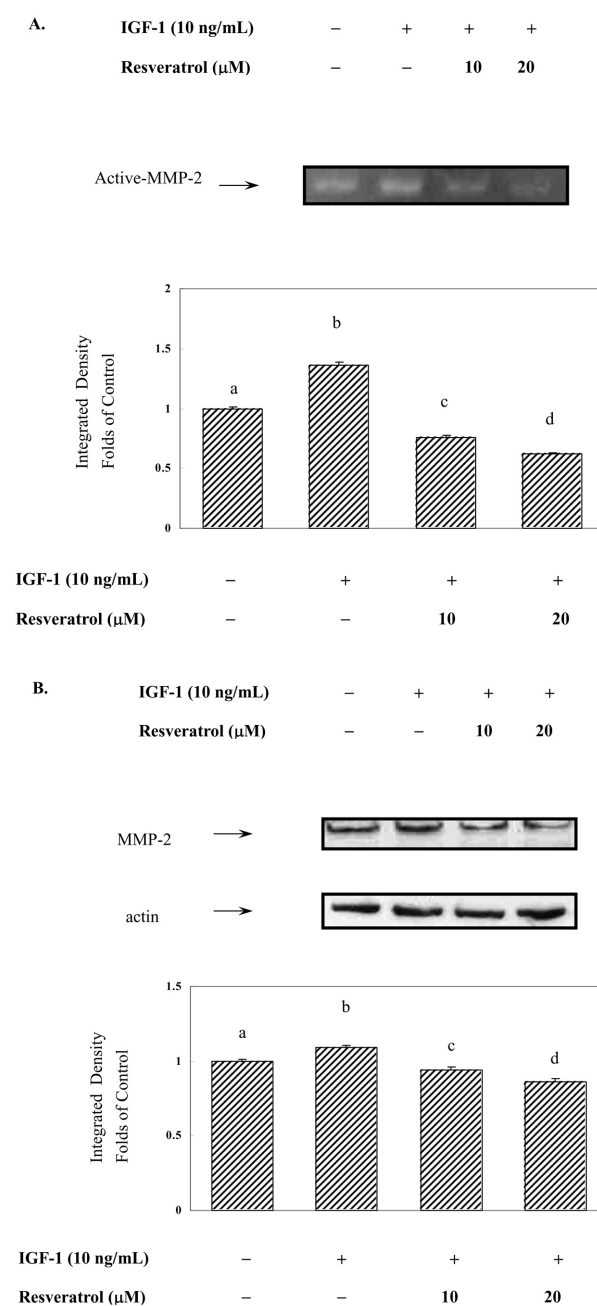 A.
IGF-1 (10 ng/mL) – + + +
Resveratrol (µM) – – 10 20
Active-MMP-2
2
1.5
1
0.5
0
Integrated Density
Folds of Control
a
b
c
d
IGF-1 (10 ng/mL) – + + +
Resveratrol (µM) – – 10 20
B.
IGF-1 (10 ng/mL) – + + +
Resveratrol (µM) – – 10 20
MMP-2
actin
1.5
1
0.5
0
Integrated Density
Folds of Control
a
b
c
d
IGF-1 (10 ng/mL) – + + +
Resveratrol (µM) – – 10 20